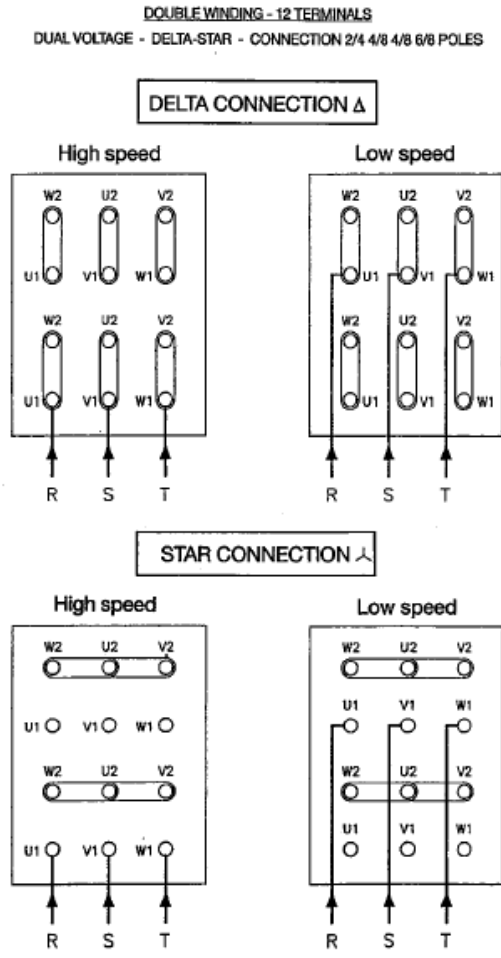 DOUBLE WINDING - 12 TERMINALS
DUAL VOLTAGE - DELTA-STAR - CONNECTION 2/4 4/8 4/8 6/8 POLES
DELTA CONNECTION Δ
High speed
Low speed
W2 U2 V2
W2 U2 V2
U1 V1 W1
U1 V1 W1
W2 U2 V2
W2 U2 V2
U1 V1 W1
U1 V1 W1
R S T
R S T
STAR CONNECTION ⅄
High speed
Low speed
W2 U2 V2
W2 U2 V2
U1 V1 W1
U1 V1 W1
W2 U2 V2
W2 U2 V2
U1 V1 W1
U1 V1 W1
R S T
R S T